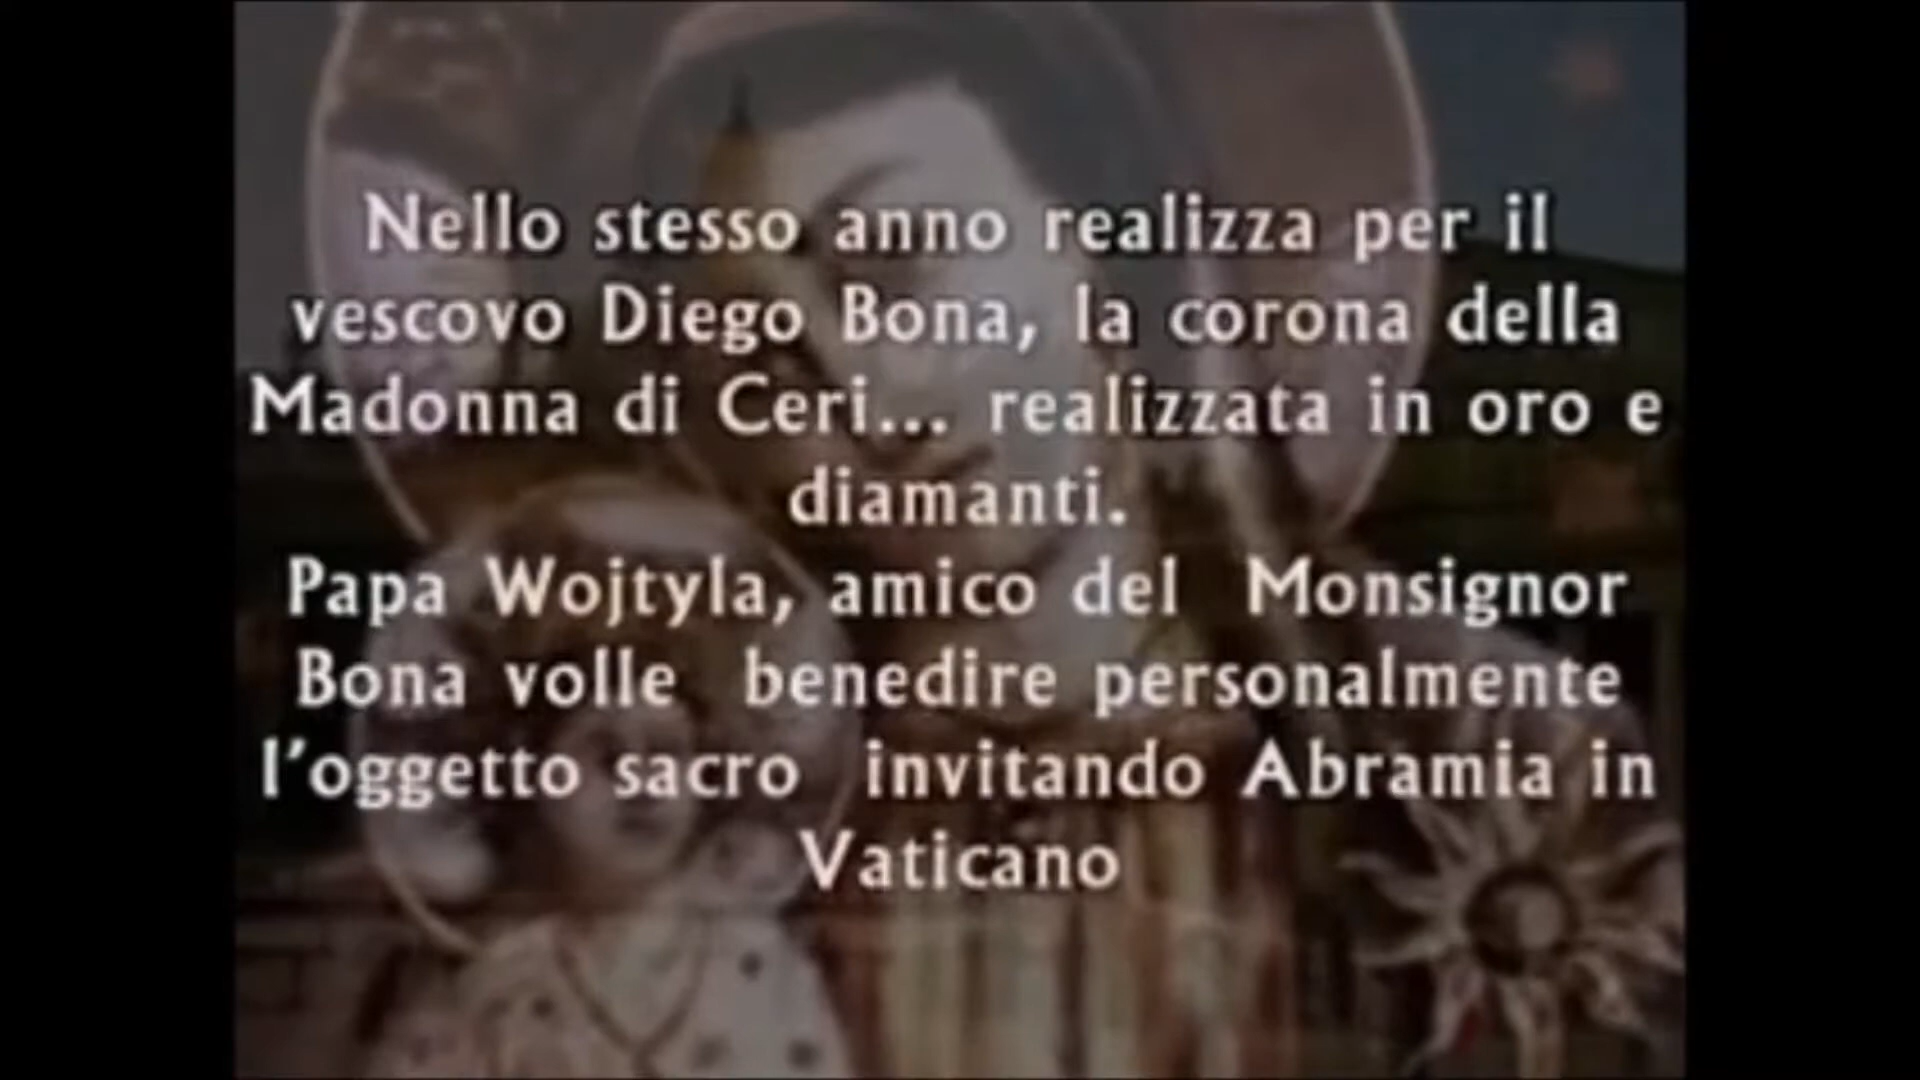 Nello stesso anno realizza per il
vescovo Diego Bona, la corona della
Madonna di Ceri... realizzata in oro e
diamanti.
Papa Wojtyla, amico del Monsignor
Bona volle benedire personalmente
l'oggetto sacro invitando Abramia in
Vaticano